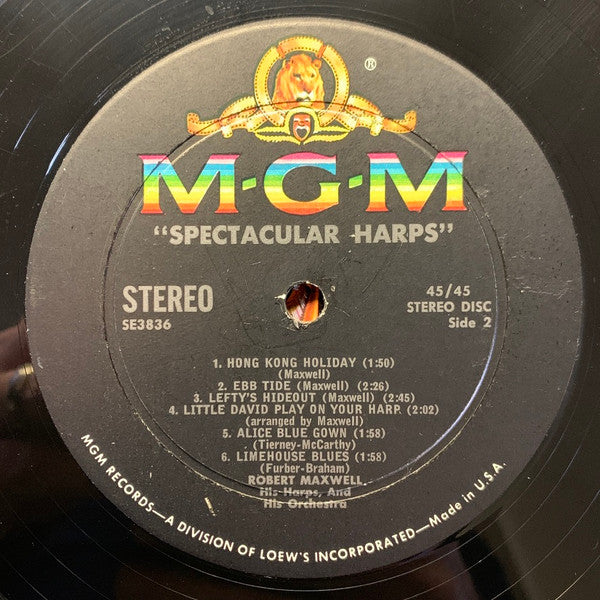 ®
M-G-M
"SPECTACULAR HARPS"
STEREO
SE3836
45/45
STEREO DISC
Side 2
1. HONG KONG HOLIDAY (1:50)
(Maxwell)
2. EBB TIDE (Maxwell) (2:26)
3. LEFTY'S HIDEOUT (Maxwell) (2:45)
4. LITTLE DAVID PLAY ON YOUR HARP (2:02)
(arranged by Maxwell)
5. ALICE BLUE GOWN (1:58)
(Tierney-McCarthy)
6. LIMEHOUSE BLUES (1:58)
(Furber-Braham)
ROBERT MAXWELL
His Harps, And
His Orchestra
MGM RECORDS—A DIVISION OF LOEW'S INCORPORATED—Made in U.S.A.